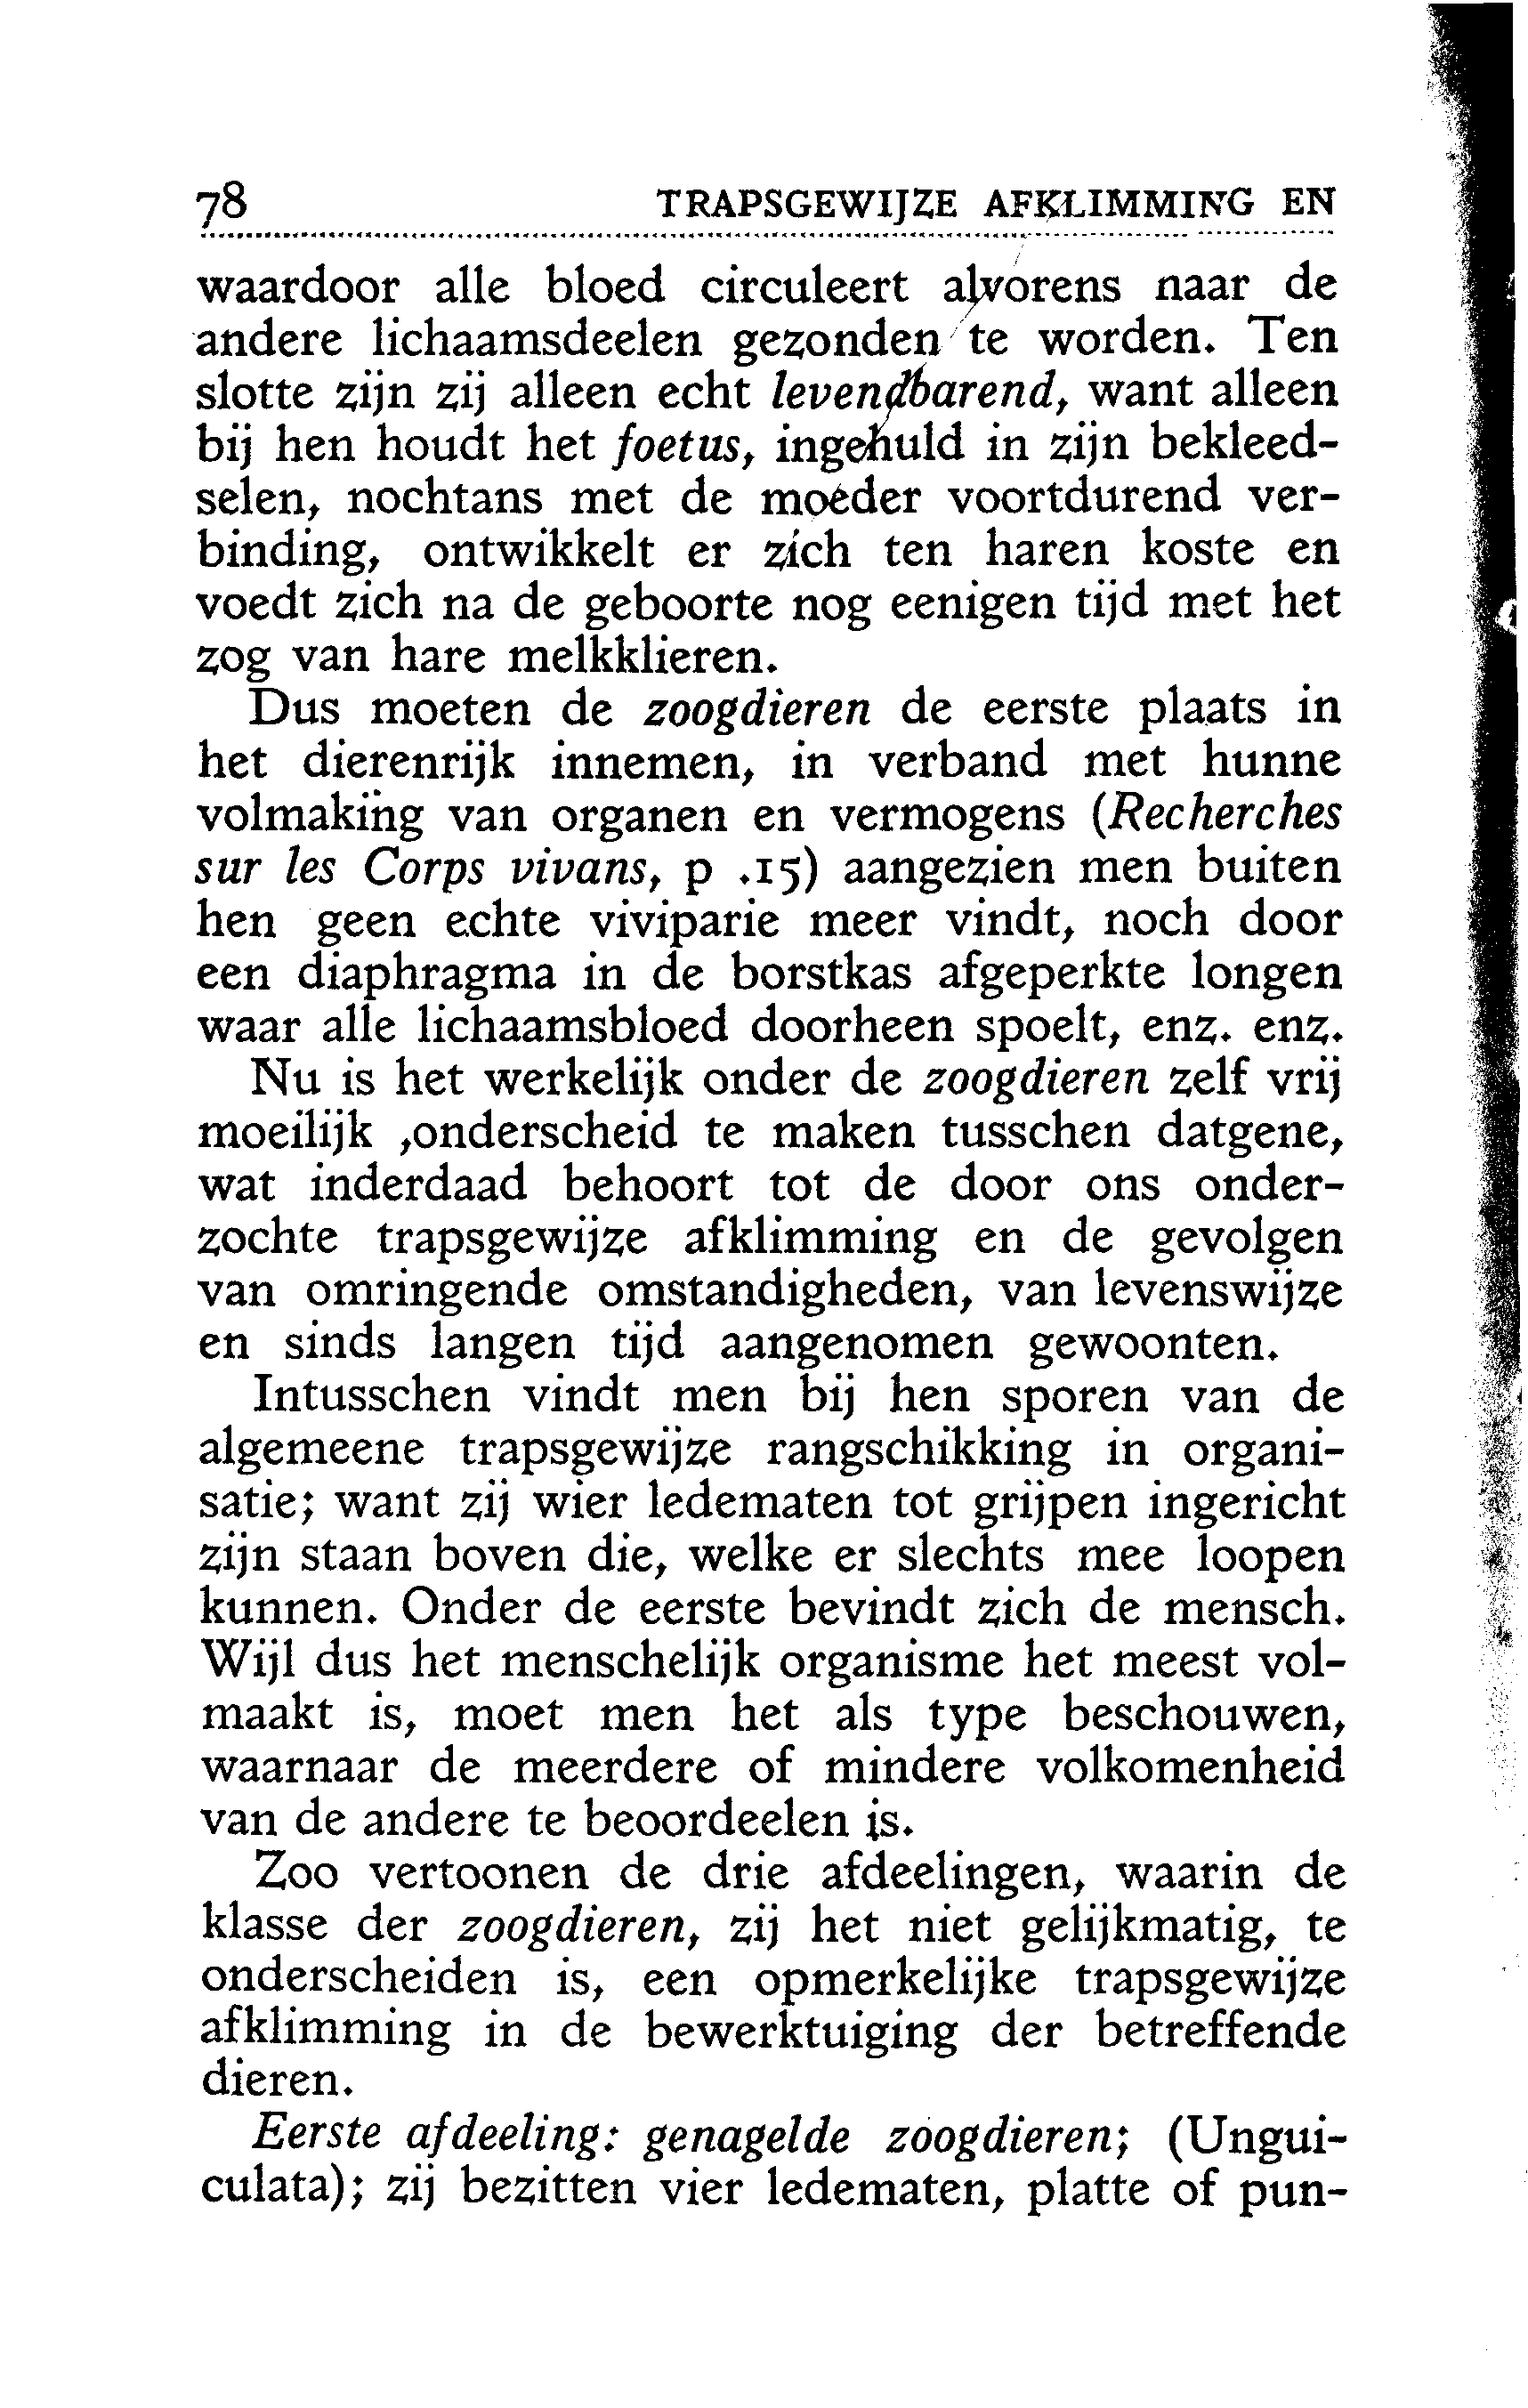 78 TRAPSGEWIJZE AFKLIMMING EN
waardoor alle bloed circuleert alvorens naar de
andere lichaamsdeelen gezonden te worden. Ten
slotte zijn zij alleen echt levendbarend, want alleen
bij hen houdt het foetus, ingehuld in zijn bekleed-
selen, nochtans met de moeder voortdurend ver-
binding, ontwikkelt er zich ten haren koste en
voedt zich na de geboorte nog eenigen tijd met het
zog van hare melkklieren.
Dus moeten de zoogdieren de eerste plaats in
het dierenrijk innemen, in verband met hunne
volmaking van organen en vermogens (Recherches
sur les Corps vivans, p .15) aangezien men buiten
hen geen echte viviparie meer vindt, noch door
een diaphragma in de borstkas afgeperkte longen
waar alle lichaamsbloed doorheen spoelt, enz. enz.
Nu is het werkelijk onder de zoogdieren zelf vrij
moeilijk ,onderscheid te maken tusschen datgene,
wat inderdaad behoort tot de door ons onder-
zochte trapsgewijze afklimming en de gevolgen
van omringende omstandigheden, van levenswijze
en sinds langen tijd aangenomen gewoonten.
Intusschen vindt men bij hen sporen van de
algemeene trapsgewijze rangschikking in organi-
satie; want zij wier ledematen tot grijpen ingericht
zijn staan boven die, welke er slechts mee loopen
kunnen. Onder de eerste bevindt zich de mensch.
Wijl dus het menschelijk organisme het meest vol-
maakt is, moet men het als type beschouwen,
waarnaar de meerdere of mindere volkomenheid
van de andere te beoordeelen is.
Zoo vertoonen de drie afdeelingen, waarin de
klasse der zoogdieren, zij het niet gelijkmatig, te
onderscheiden is, een opmerkelijke trapsgewijze
afklimming in de bewerktuiging der betreffende
dieren.
Eerste afdeeling: genagelde zoogdieren; (Ungui-
culata); zij bezitten vier ledematen, platte of pun-